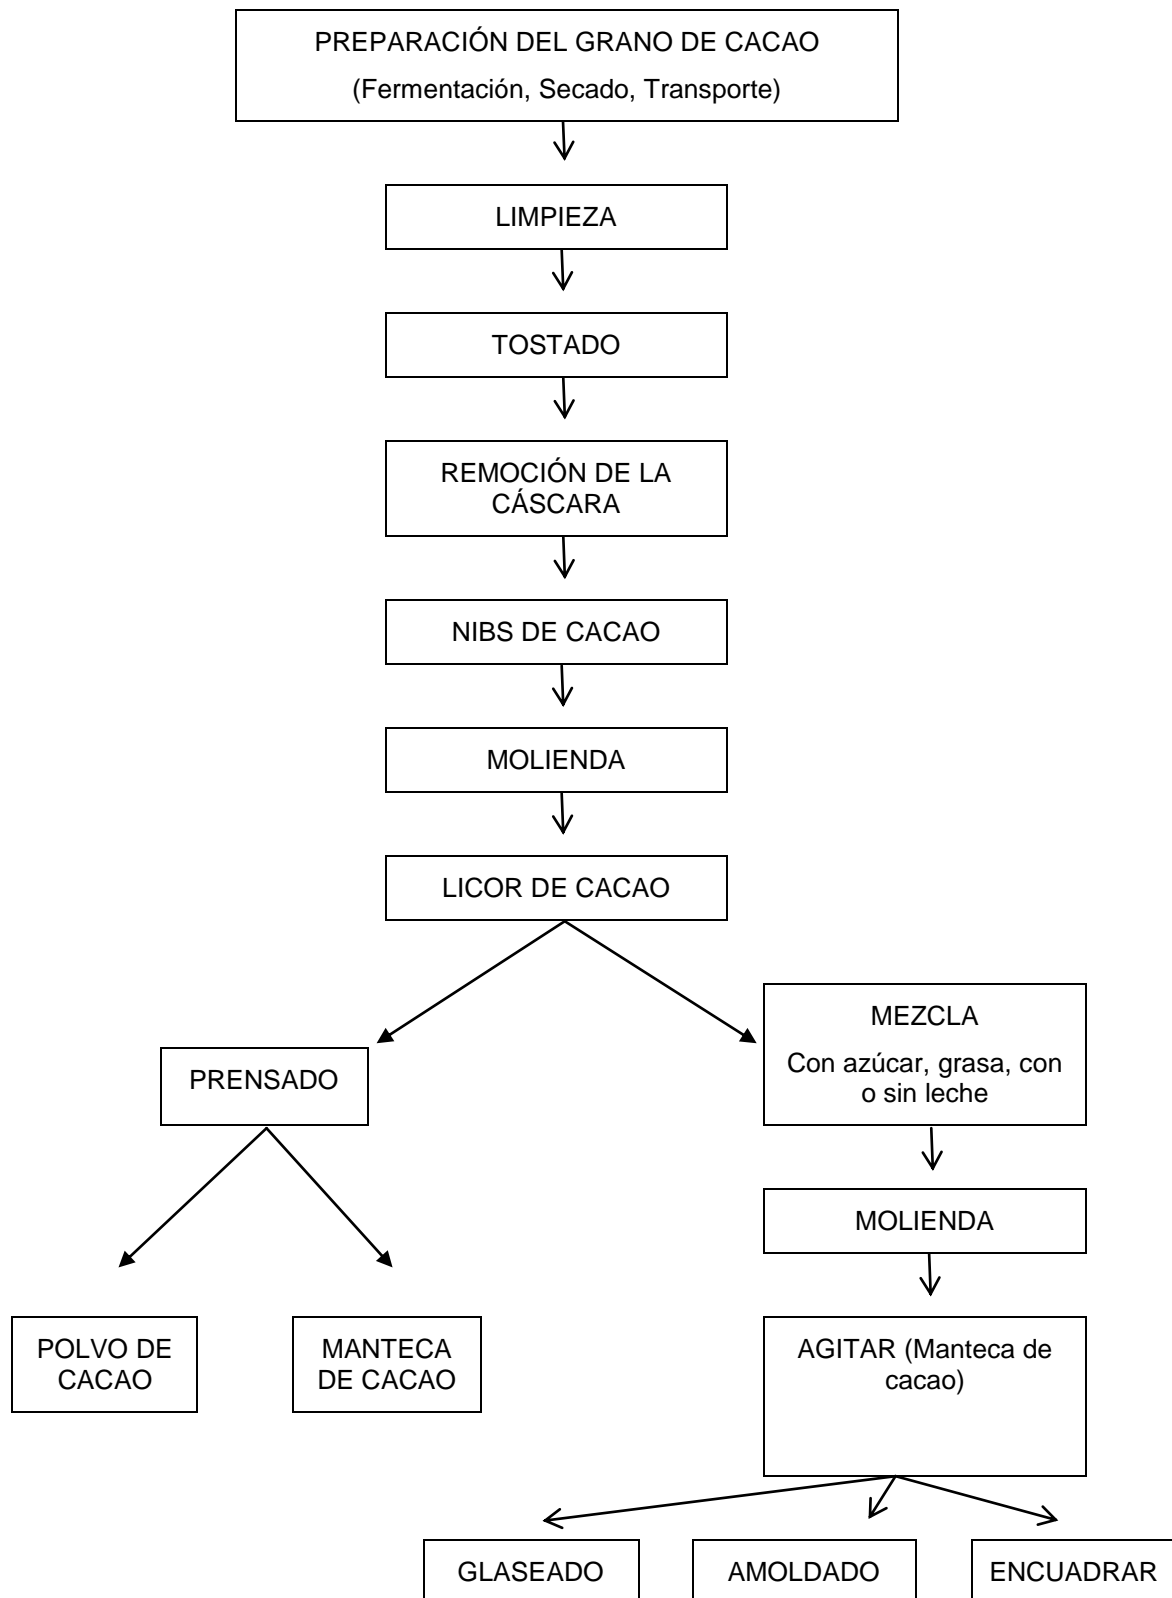 PREPARACIÓN DEL GRANO DE CACAO
(Fermentación, Secado, Transporte)
LIMPIEZA
TOSTADO
REMOCIÓN DE LA
CÁSCARA
NIBS DE CACAO
MOLIENDA
LICOR DE CACAO
PRENSADO
MEZCLA
Con azúcar, grasa, con
o sin leche
MOLIENDA
POLVO DE
CACAO
MANTECA
DE CACAO
AGITAR (Manteca de
cacao)
GLASEADO
AMOLDADO
ENCUADRAR